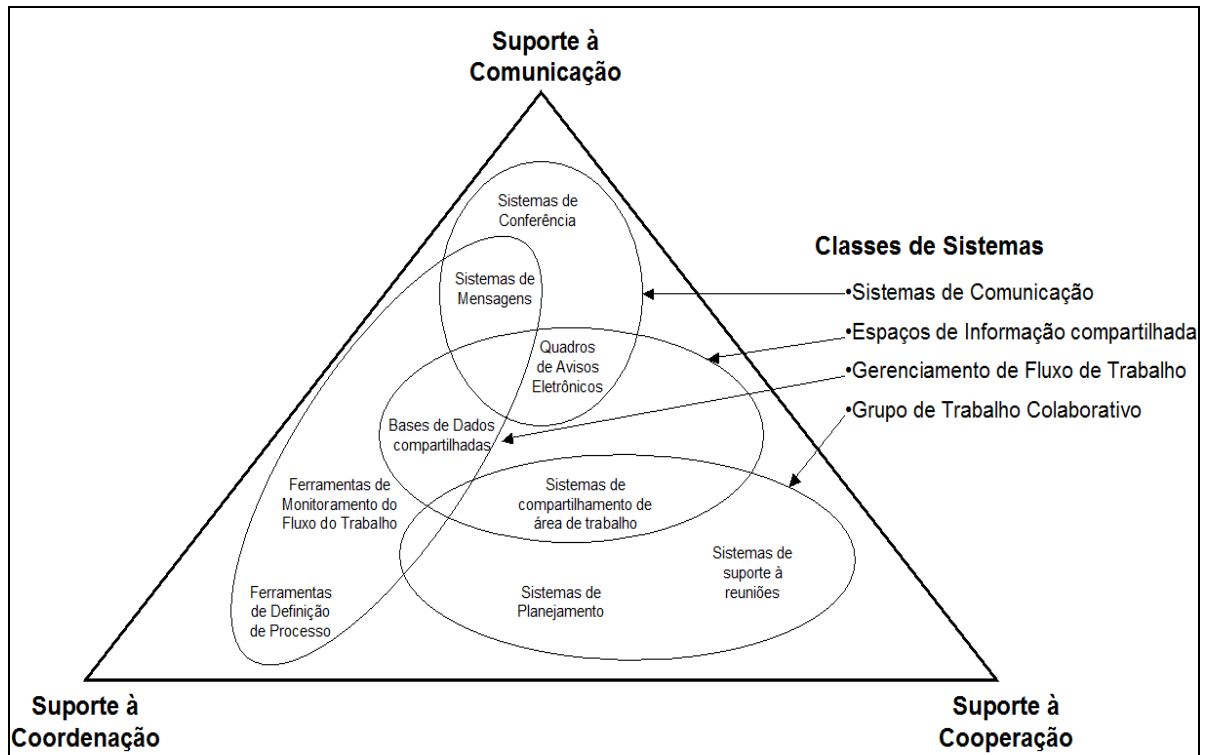 Suporte à
Comunicação
Sistemas de
Conferência
Sistemas de
Mensagens
Quadros
de Avisos
Eletrônicos
Bases de Dados
compartilhadas
Ferramentas de
Monitoramento do
Fluxo do Trabalho
Sistemas de
compartilhamento de
área de trabalho
Sistemas de
suporte à
reuniões
Ferramentas
de Definição
de Processo
Sistemas de
Planejamento
Classes de Sistemas
•Sistemas de Comunicação
•Espaços de Informação compartilhada
•Gerenciamento de Fluxo de Trabalho
•Grupo de Trabalho Colaborativo
Suporte à
Coordenação
Suporte à
Cooperação